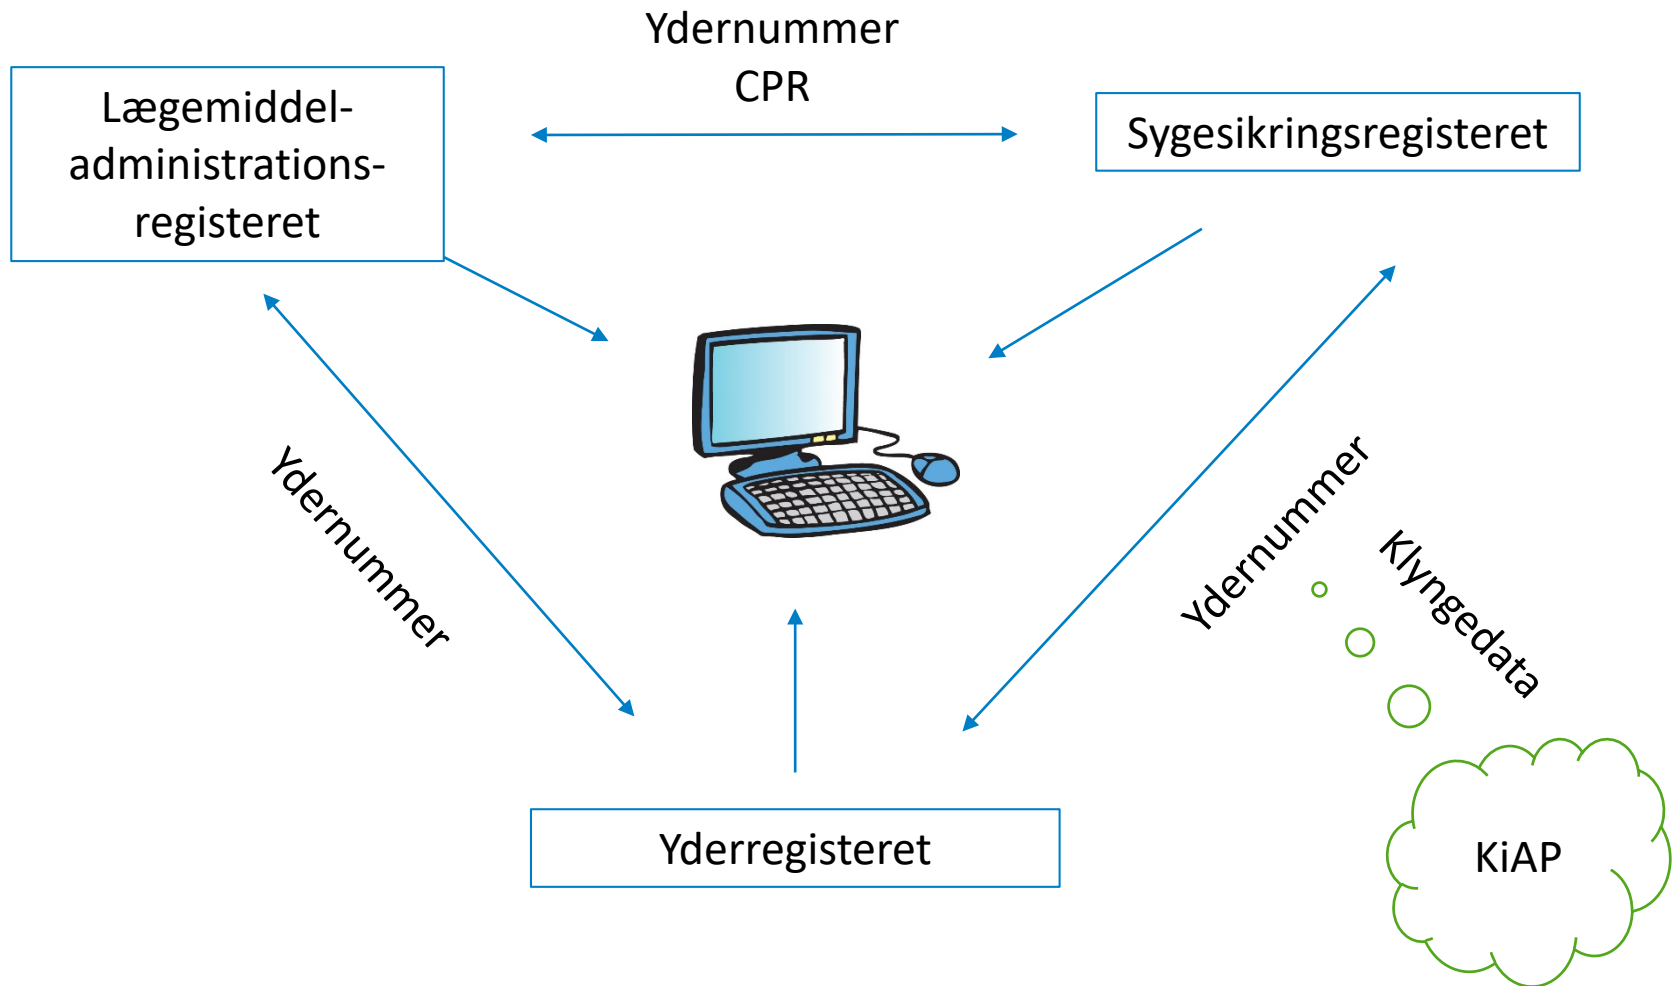 Ydernummer
CPR
Lægemiddel-
administrations-
registeret
Sygesikringsregisteret
Ydernummer
Ydernummer
Klyngedata
Yderregisteret
KiAP